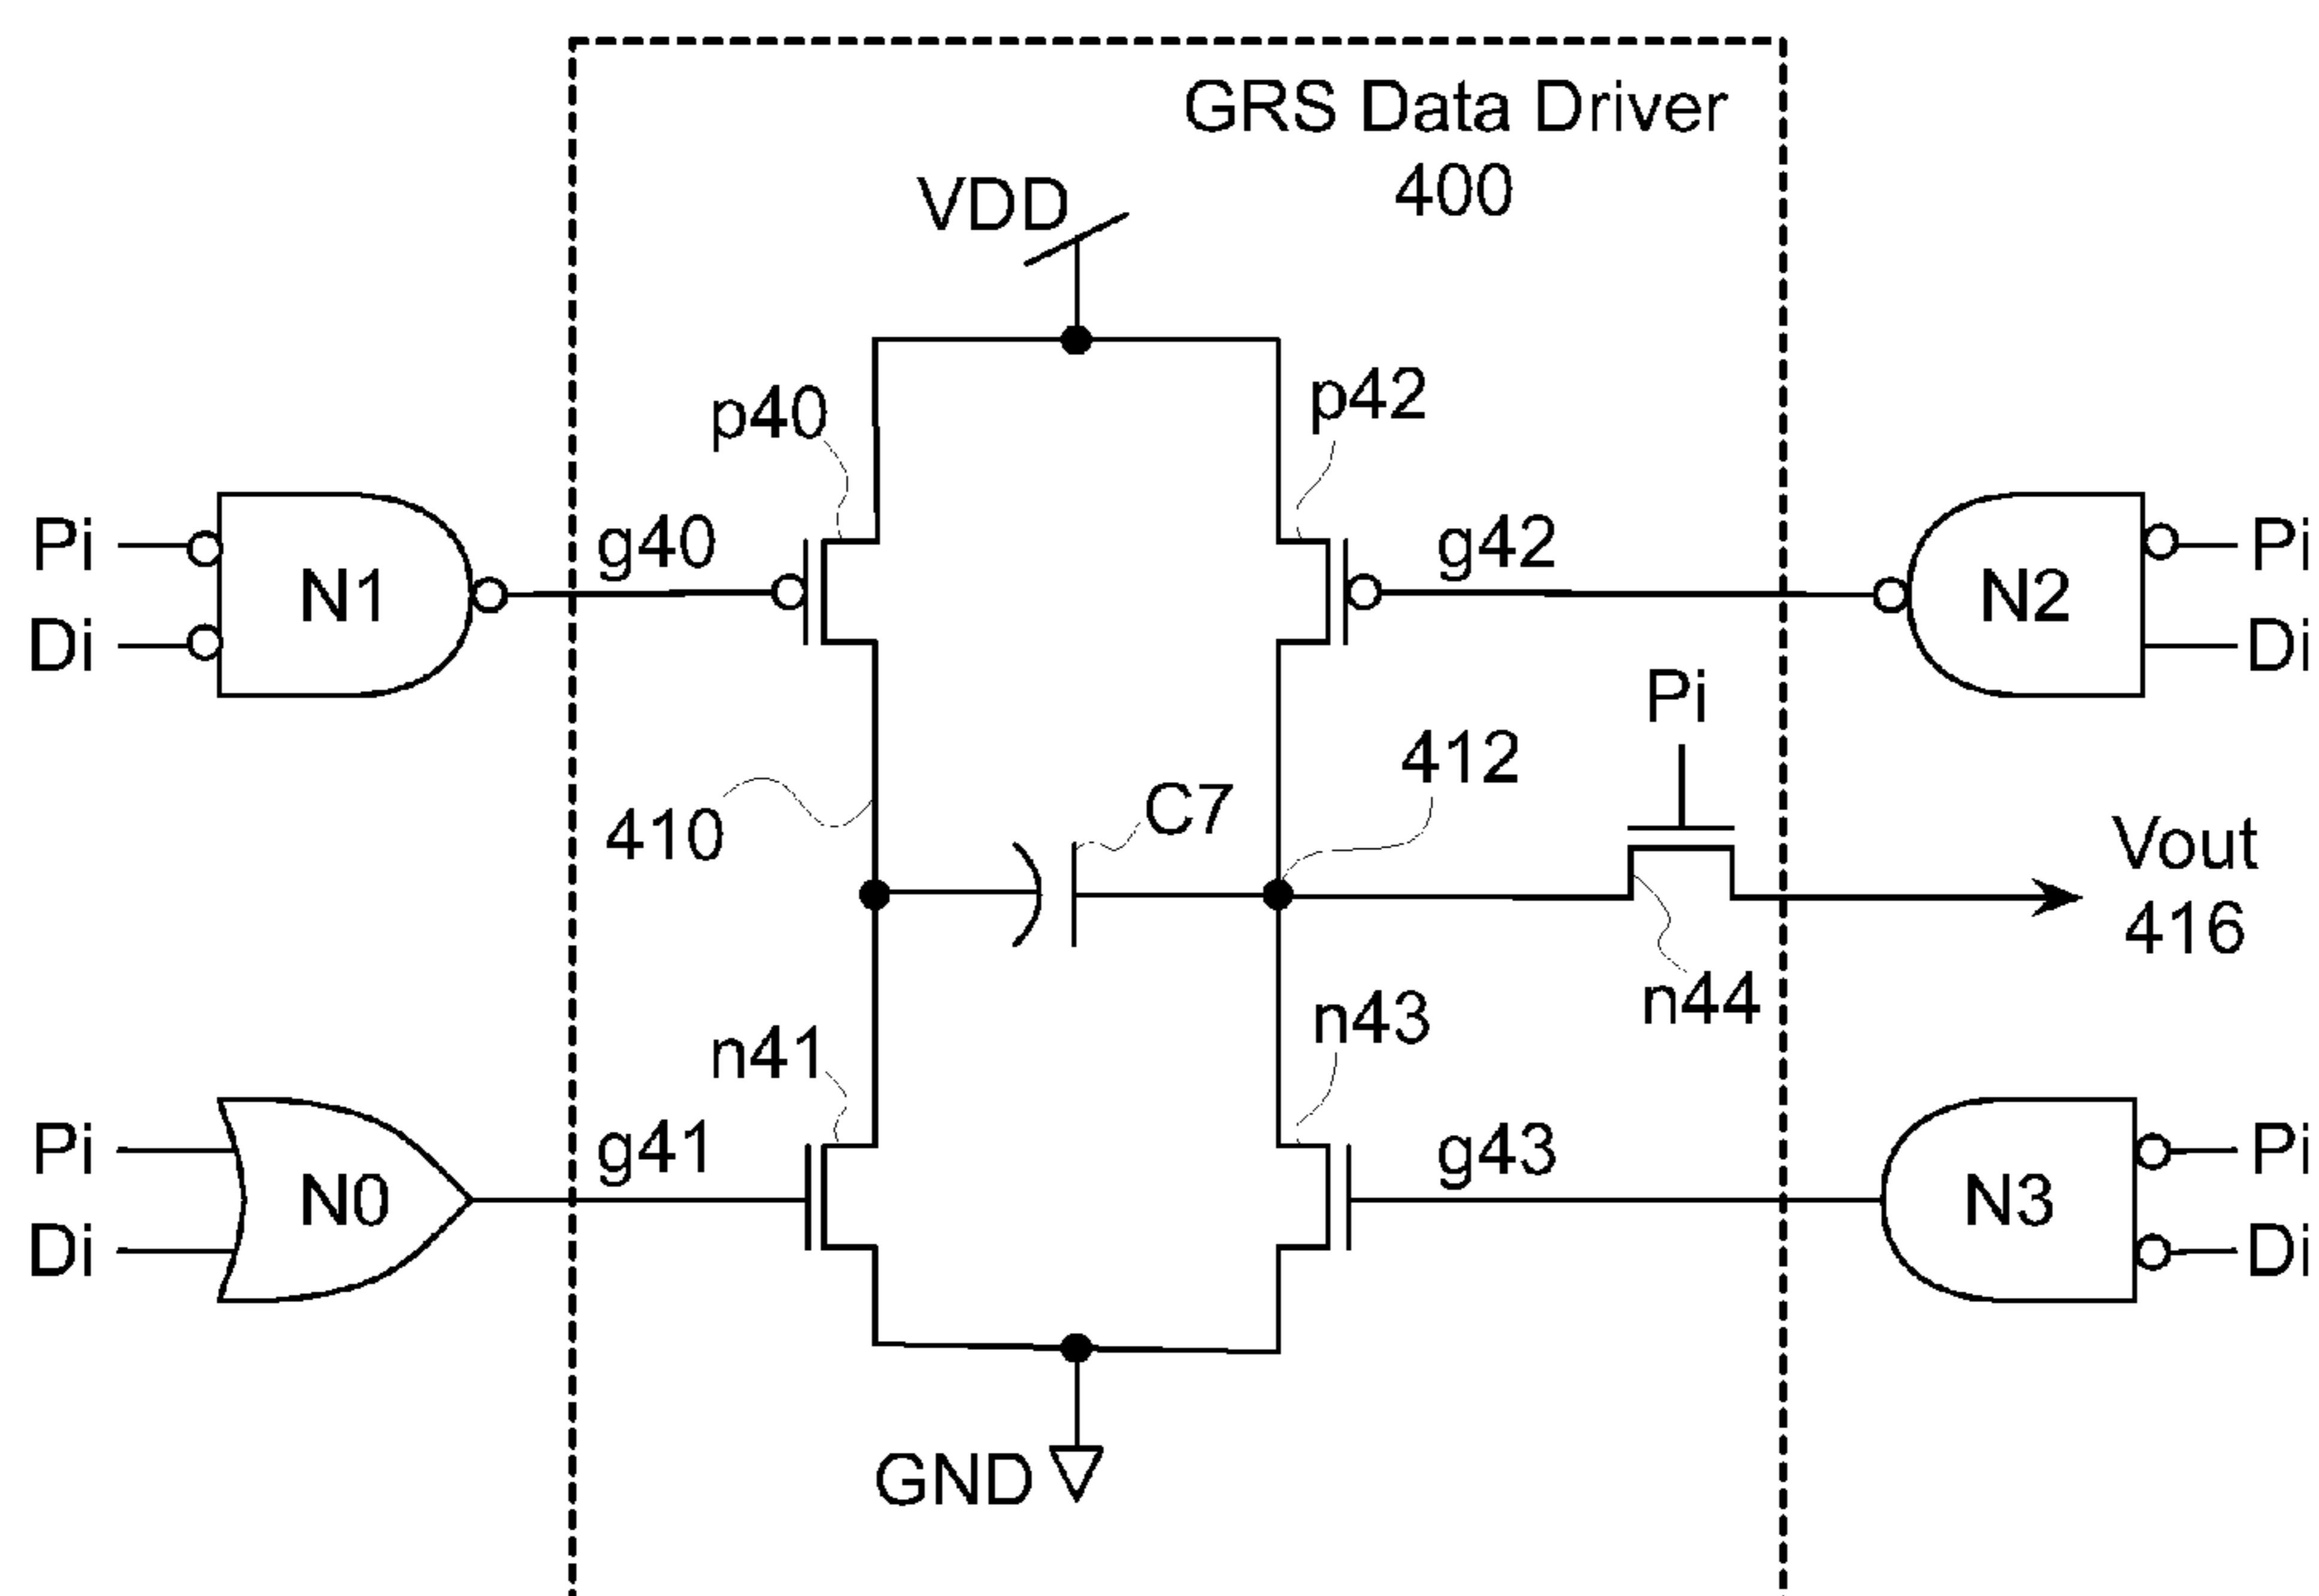 GRS Data Driver
400
VDD
p40
p42
Pi
g40
g42
Pi
N1
N2
Di
Di
Pi
412
C7
410
Vout
416
n44
n43
n41
Pi
g41
g43
Pi
N0
N3
Di
Di
GND